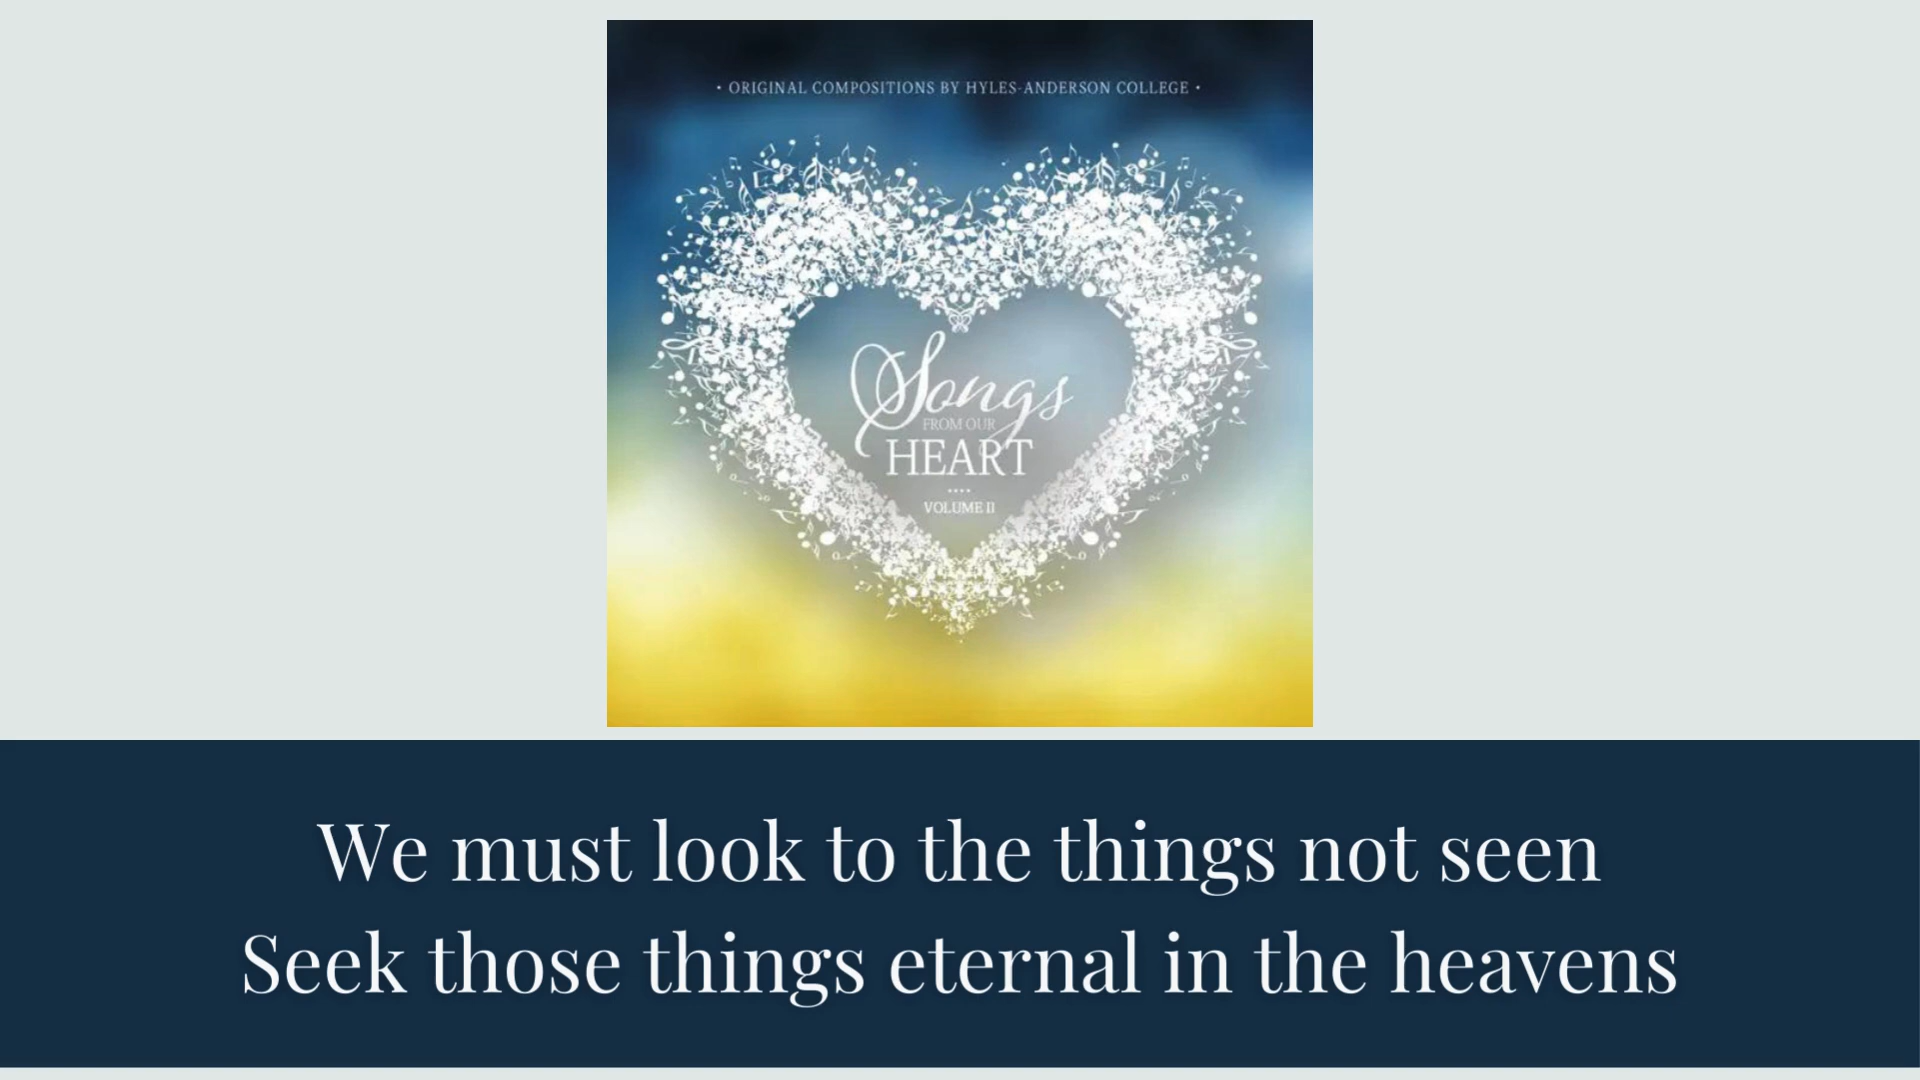 • ORIGINAL COMPOSITIONS BY HYLES-ANDERSON COLLEGE •
Songs
FROM OUR
HEART
VOLUME II
We must look to the things not seen
Seek those things eternal in the heavens